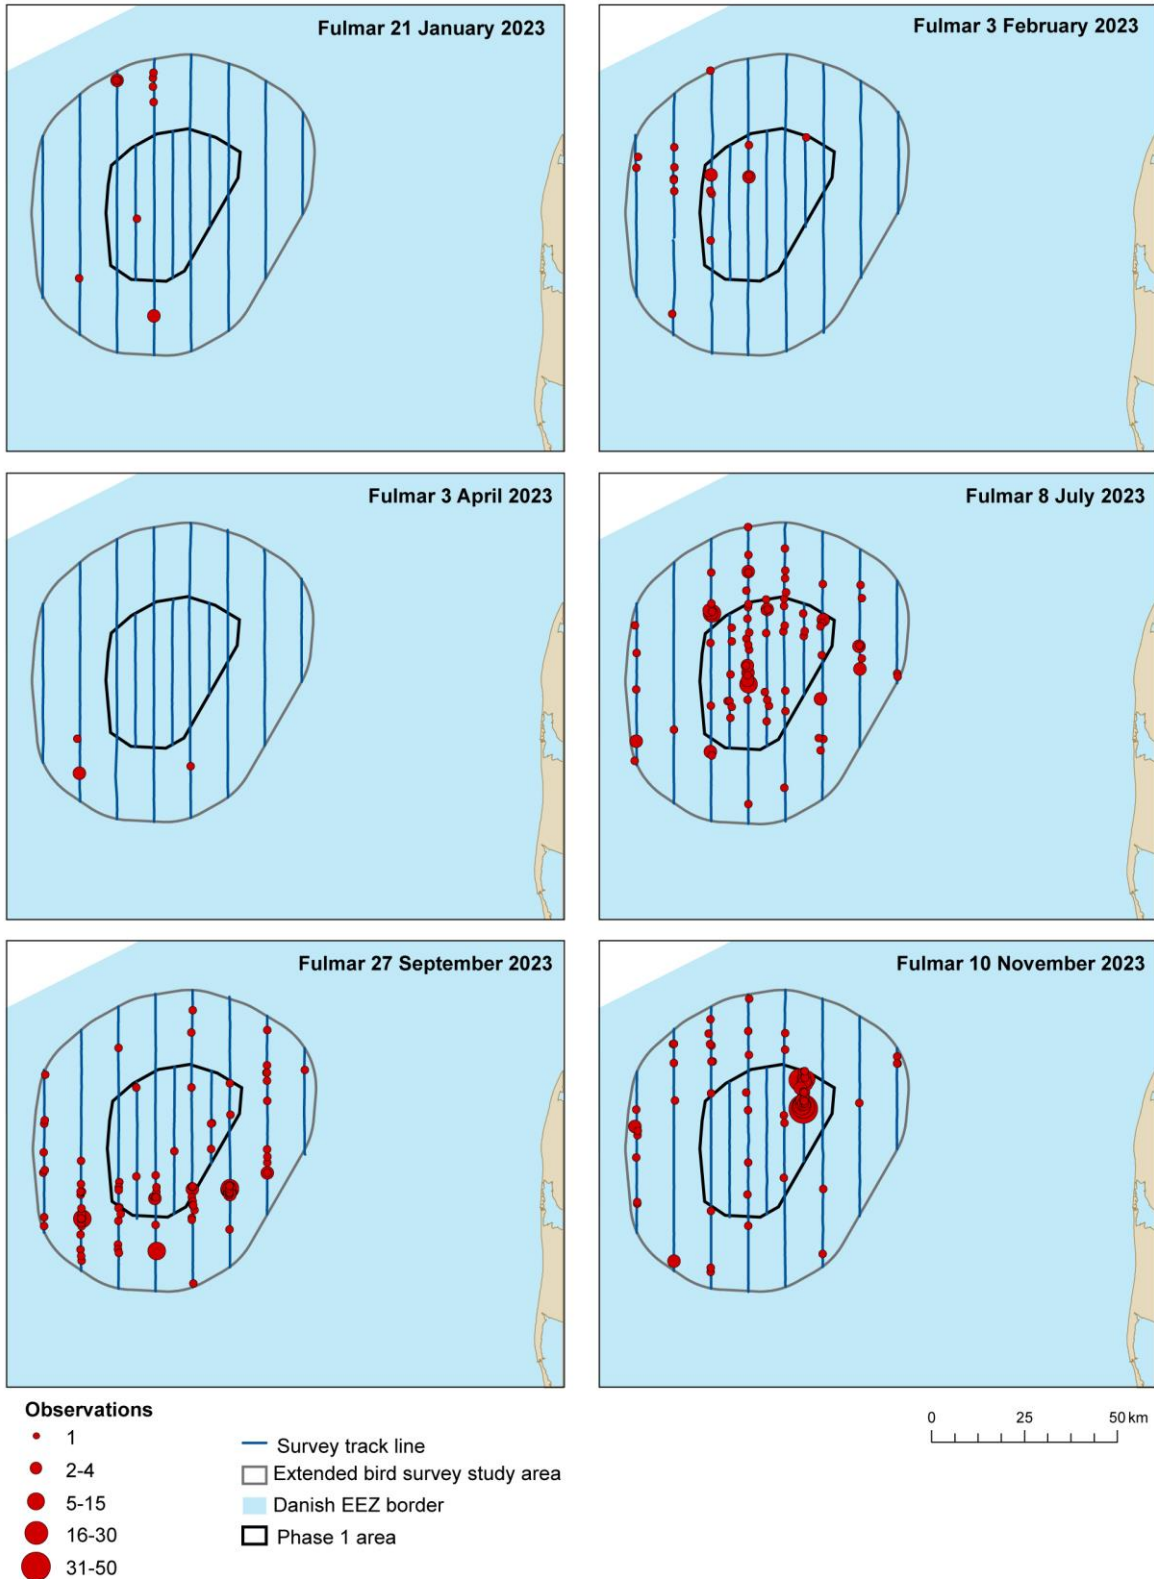 Fulmar 21 January 2023
Fulmar 3 February 2023
Fulmar 3 April 2023
Fulmar 8 July 2023
Fulmar 27 September 2023
Fulmar 10 November 2023
Observations
1
2-4
5-15
16-30
31-50
Survey track line
Extended bird survey study area
Danish EEZ border
Phase 1 area
0 25 50 km